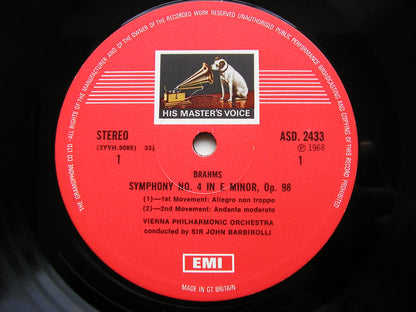 THE GRAMOPHONE CO LTD ALL RIGHTS OF THE MANUFACTURER AND OF THE OWNER OF THE RECORDED WORK RESERVED UNAUTHORISED PUBLIC PERFORMANCE BROADCASTING AND COPYING OF THIS RECORD PROHIBITED
HIS MASTER'S VOICE
STEREO
ASD. 2433
(2YVH.9089) 33⅓
℗ 1968
1
1
BRAHMS
SYMPHONY NO. 4 IN E MINOR, Op. 98
(1)—1st Movement: Allegro non troppo
(2)—2nd Movement: Andante moderato
VIENNA PHILHARMONIC ORCHESTRA
conducted by SIR JOHN BARBIROLLI
EMI
MADE IN GT. BRITAIN